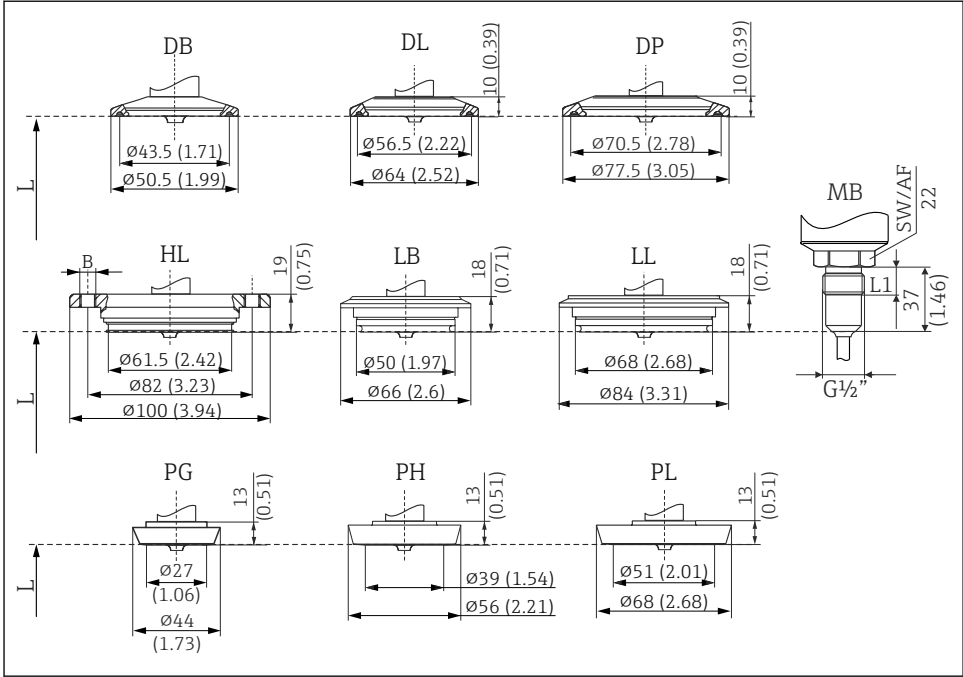 DB
DL
DP
10 (0.39)
10 (0.39)
Ø43.5 (1.71)
Ø50.5 (1.99)
Ø56.5 (2.22)
Ø64 (2.52)
Ø70.5 (2.78)
Ø77.5 (3.05)
L
MB
SW/AF
22
L1
37
(1.46)
G½"
HL
B
19
(0.75)
LB
18
(0.71)
LL
18
(0.71)
Ø61.5 (2.42)
Ø82 (3.23)
Ø100 (3.94)
Ø50 (1.97)
Ø66 (2.6)
Ø68 (2.68)
Ø84 (3.31)
L
PG
13
(0.51)
PH
13
(0.51)
PL
13
(0.51)
Ø27
(1.06)
Ø44
(1.73)
Ø39 (1.54)
Ø56 (2.21)
Ø51 (2.01)
Ø68 (2.68)
L